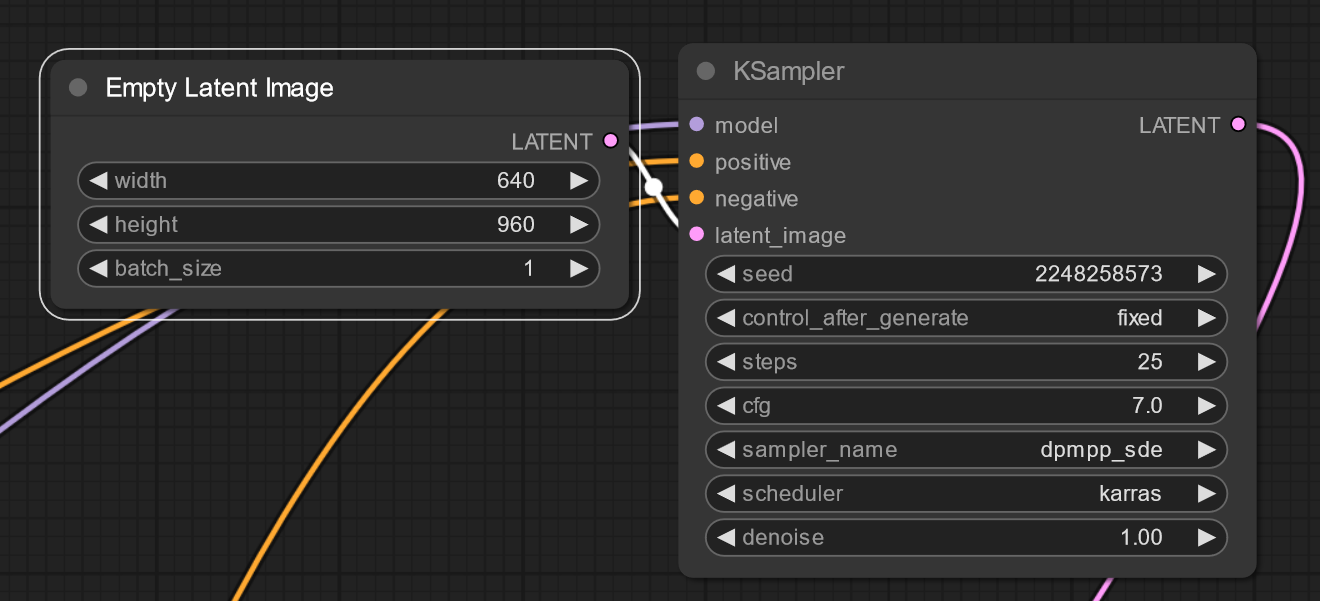 Empty Latent Image
LATENT
width 640
height 960
batch_size 1
KSampler
model LATENT
positive
negative
latent_image
seed 2248258573
control_after_generate fixed
steps 25
cfg 7.0
sampler_name dpmpp_sde
scheduler karras
denoise 1.00